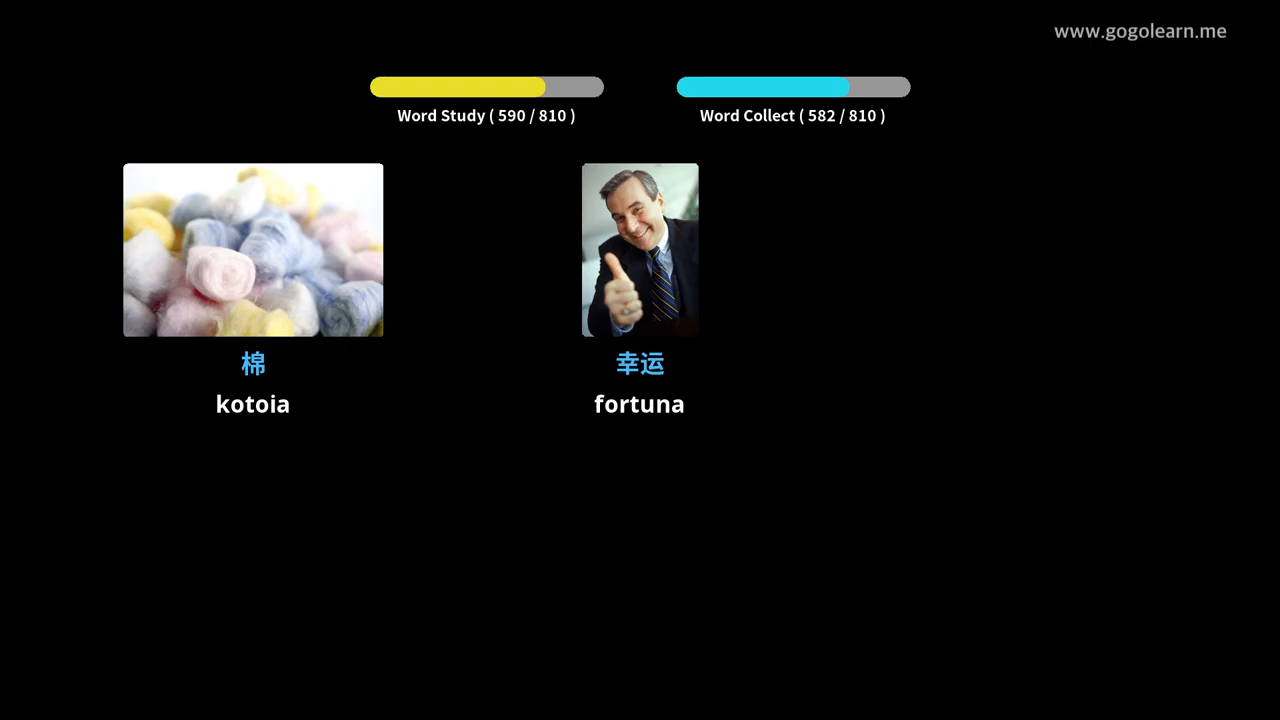 www.gogolearn.me
Word Study ( 590 / 810 )
Word Collect ( 582 / 810 )
棉
kotoia
幸运
fortuna